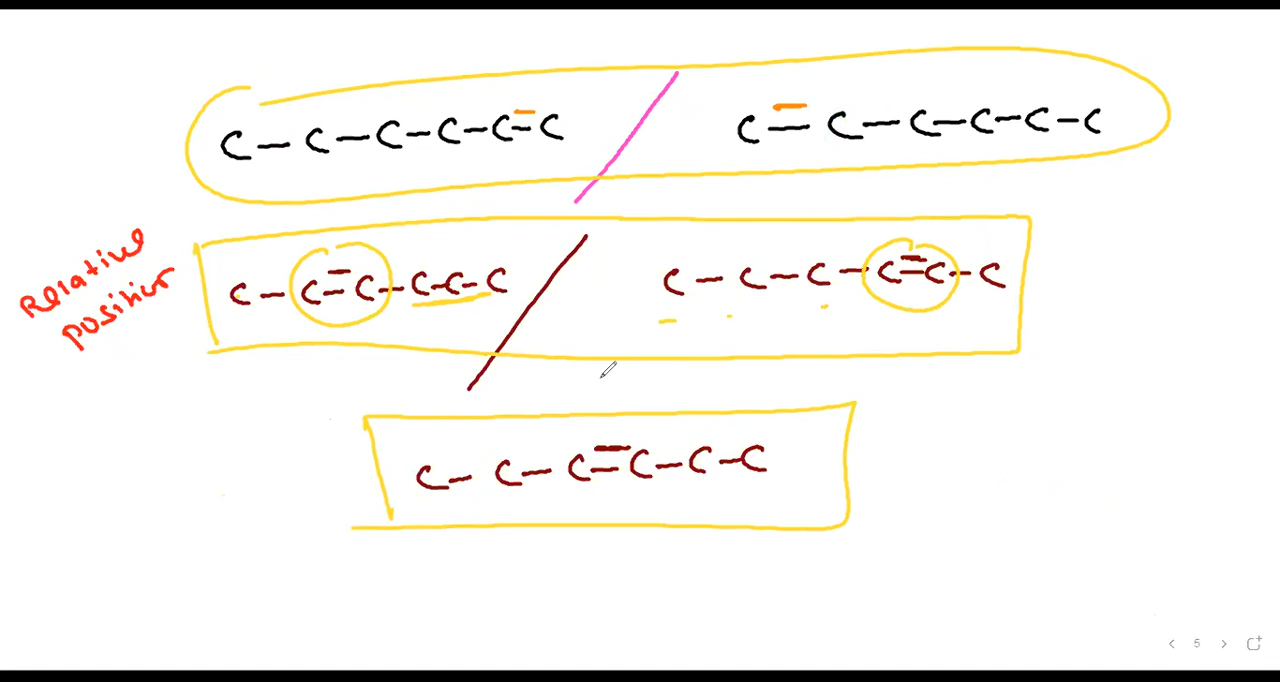 C-C-C-C-C=C / C=C-C-C-C-C
Relative
position
C-C=C-C-C-C / C-C-C-C=C-C
C-C-C=C-C-C
5